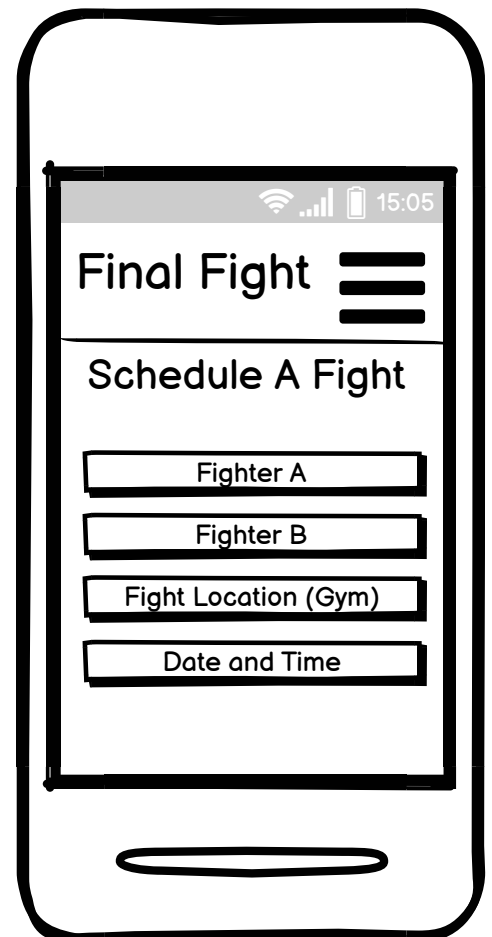 15:05
Final Fight
Schedule A Fight
Fighter A
Fighter B
Fight Location (Gym)
Date and Time